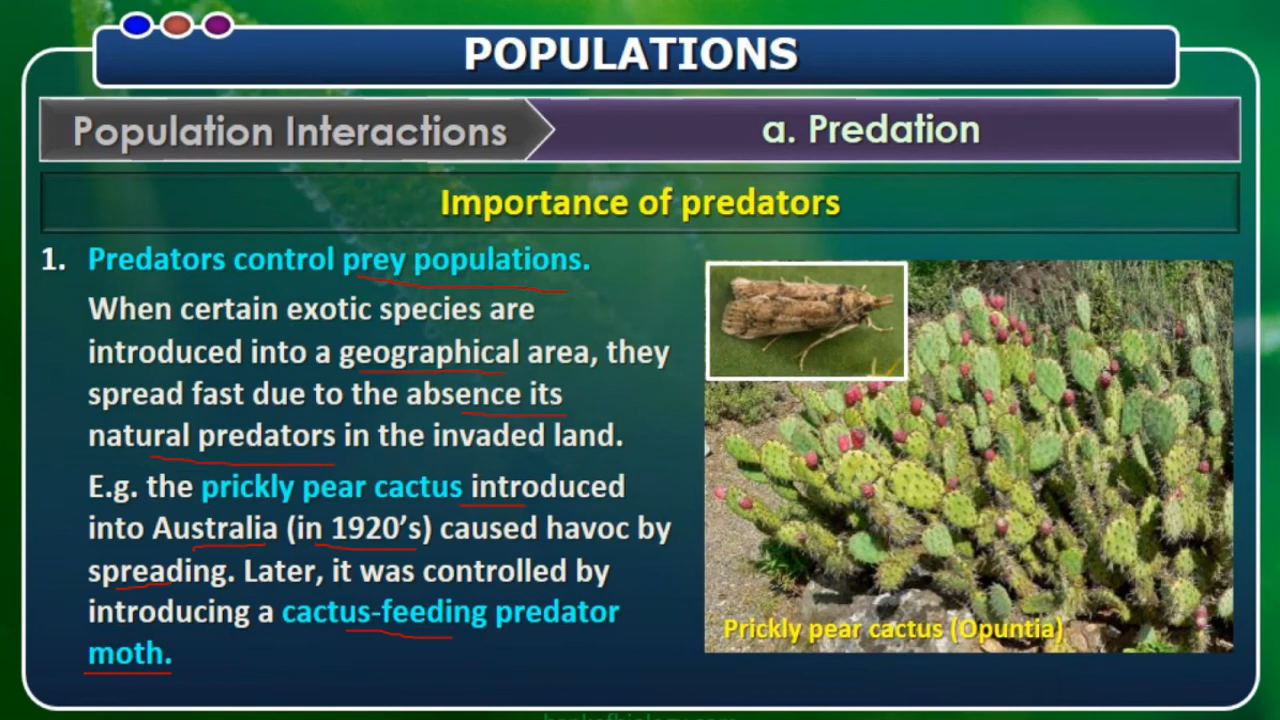 POPULATIONS
Population Interactions
a. Predation
Importance of predators
1. Predators control prey populations.
When certain exotic species are
introduced into a geographical area, they
spread fast due to the absence its
natural predators in the invaded land.
E.g. the prickly pear cactus introduced
into Australia (in 1920’s) caused havoc by
spreading. Later, it was controlled by
introducing a cactus-feeding predator
moth.
Prickly pear cactus (Opuntia)